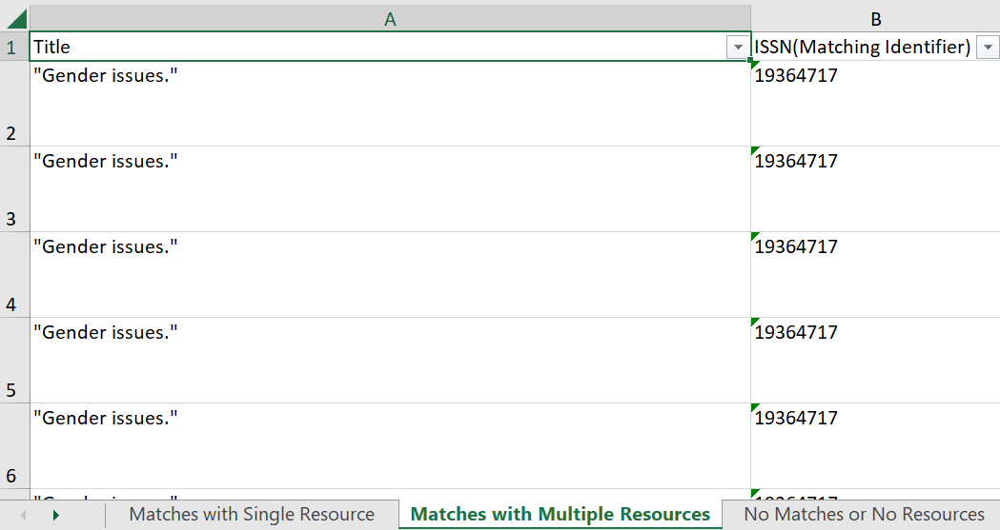 A B
1 Title ISSN(Matching Identifier)
2 "Gender issues." 19364717
3 "Gender issues." 19364717
4 "Gender issues." 19364717
5 "Gender issues." 19364717
6 "Gender issues." 19364717
Matches with Single Resource Matches with Multiple Resources No Matches or No Resources